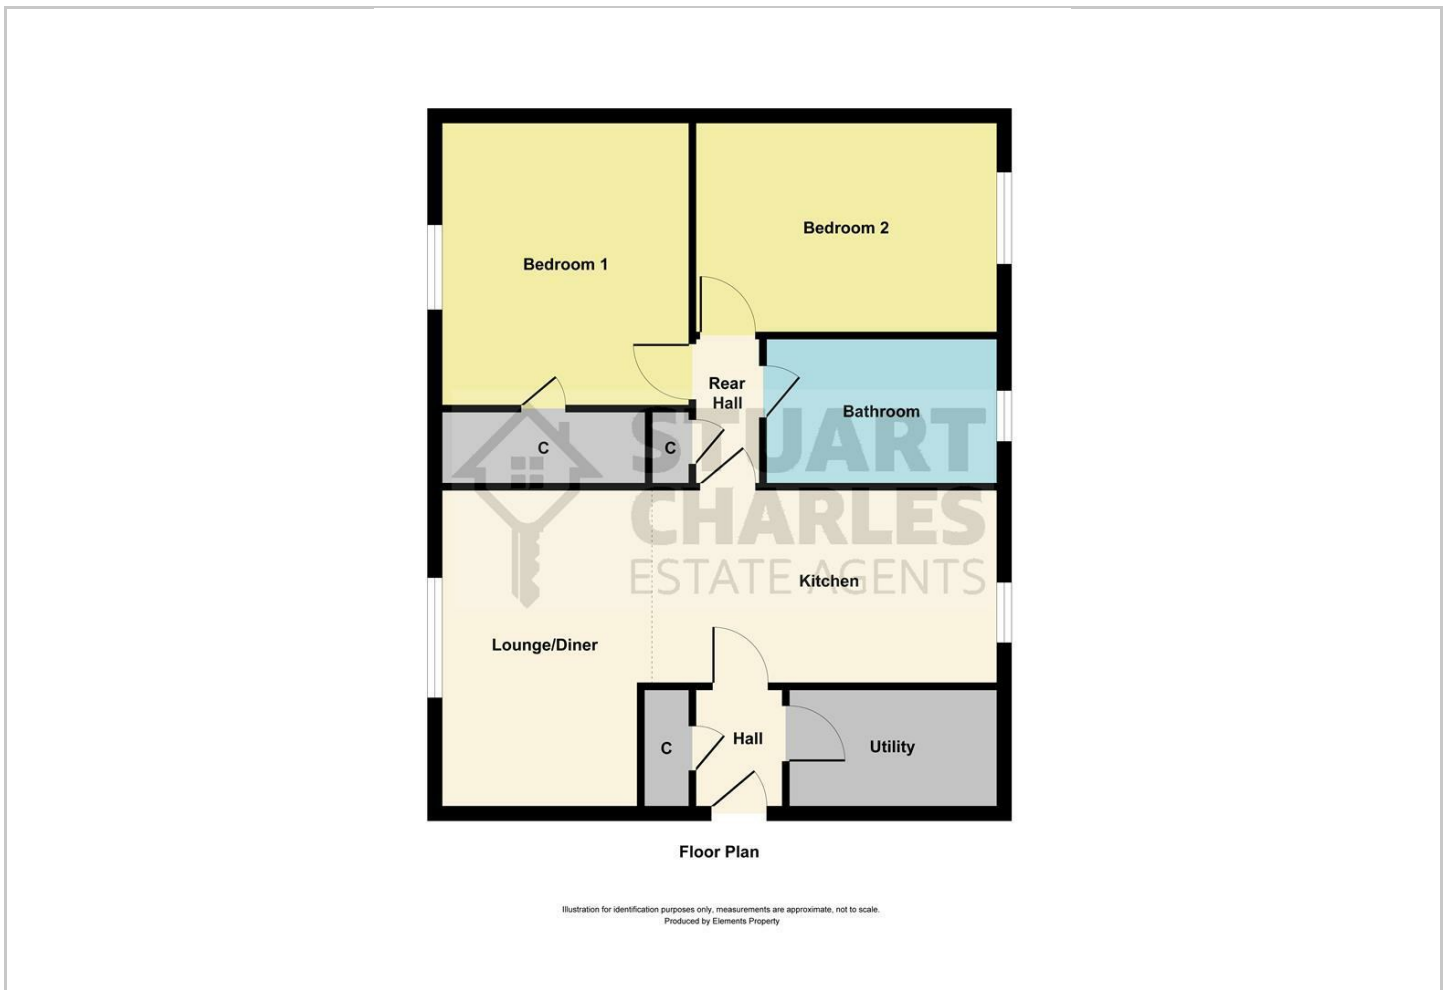 Bedroom 1
Bedroom 2
Rear
Hall
Bathroom
C
C
STUART
CHARLES
ESTATE AGENTS
Kitchen
Lounge/Diner
C
Hall
Utility
Floor Plan
Illustration for identification purposes only, measurements are approximate, not to scale.
Produced by Elements Property